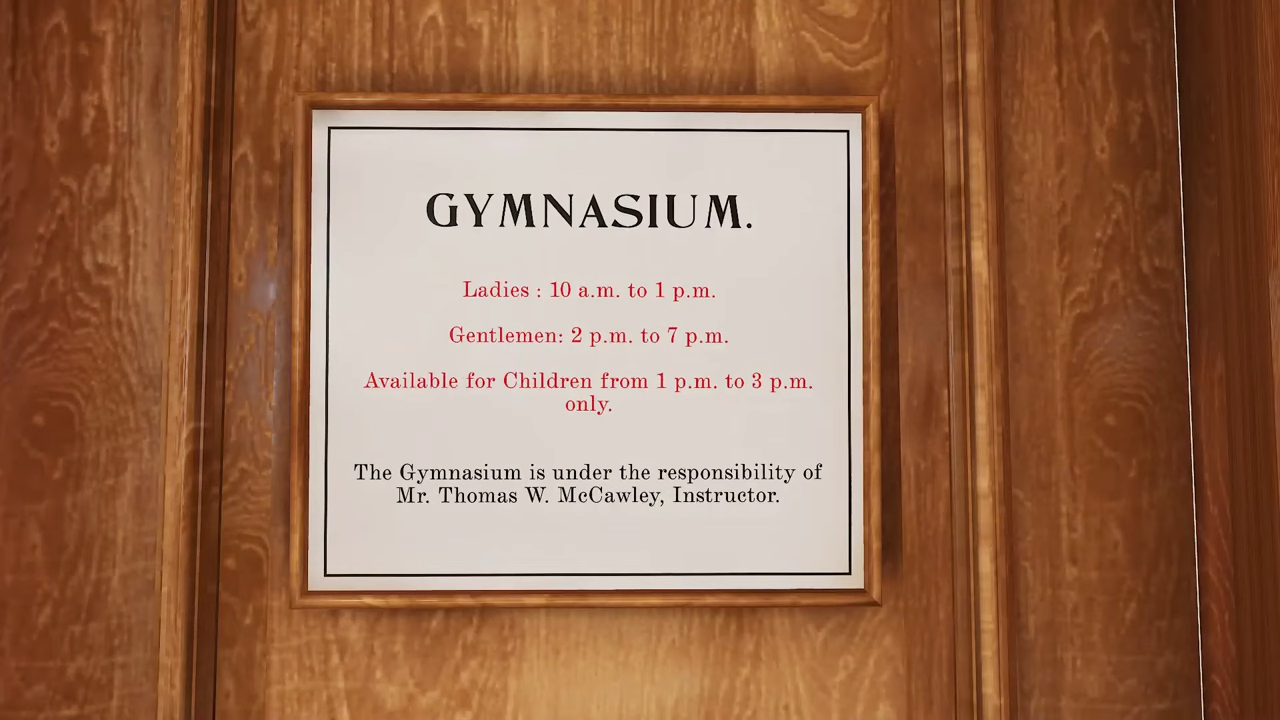 GYMNASIUM.
Ladies : 10 a.m. to 1 p.m.
Gentlemen: 2 p.m. to 7 p.m.
Available for Children from 1 p.m. to 3 p.m.
only.
The Gymnasium is under the responsibility of
Mr. Thomas W. McCawley, Instructor.